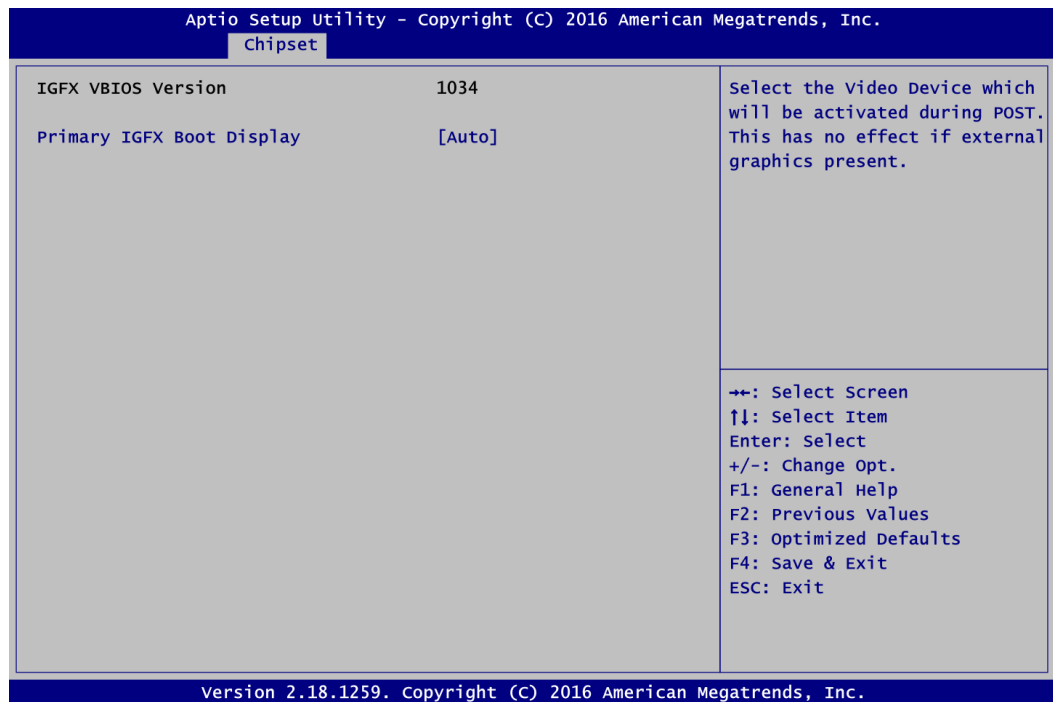 Aptio Setup Utility – Copyright (C) 2016 American Megatrends, Inc.
Chipset
IGFX VBIOS Version 1034
Primary IGFX Boot Display [Auto]
Select the Video Device which
will be activated during POST.
This has no effect if external
graphics present.
→←: Select Screen
↑↓: Select Item
Enter: Select
+/-: Change Opt.
F1: General Help
F2: Previous Values
F3: Optimized Defaults
F4: Save & Exit
ESC: Exit
Version 2.18.1259. Copyright (C) 2016 American Megatrends, Inc.